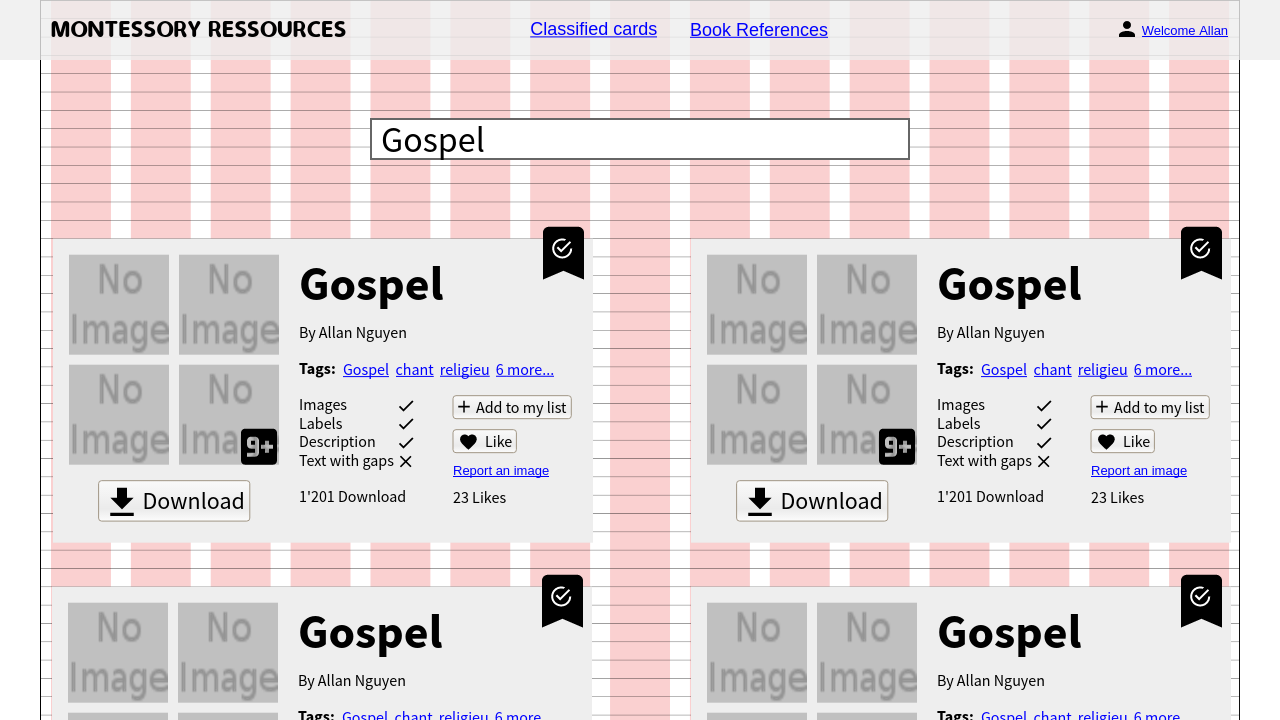 MONTESSORY RESSOURCES Classified cards Book References Welcome Allan
Gospel
No Image No Image
No Image No Image 9+
Download
Gospel
By Allan Nguyen
Tags: Gospel chant religieu 6 more...
Images
Labels
Description
Text with gaps
Add to my list
Like
Report an image
1'201 Download
23 Likes
No Image No Image
No Image No Image 9+
Download
Gospel
By Allan Nguyen
Tags: Gospel chant religieu 6 more...
Images
Labels
Description
Text with gaps
Add to my list
Like
Report an image
1'201 Download
23 Likes
No Image No Image
Gospel
By Allan Nguyen
Tags: Gospel chant religieu 6 more
No Image No Image
Gospel
By Allan Nguyen
Tags: Gospel chant religieu 6 more